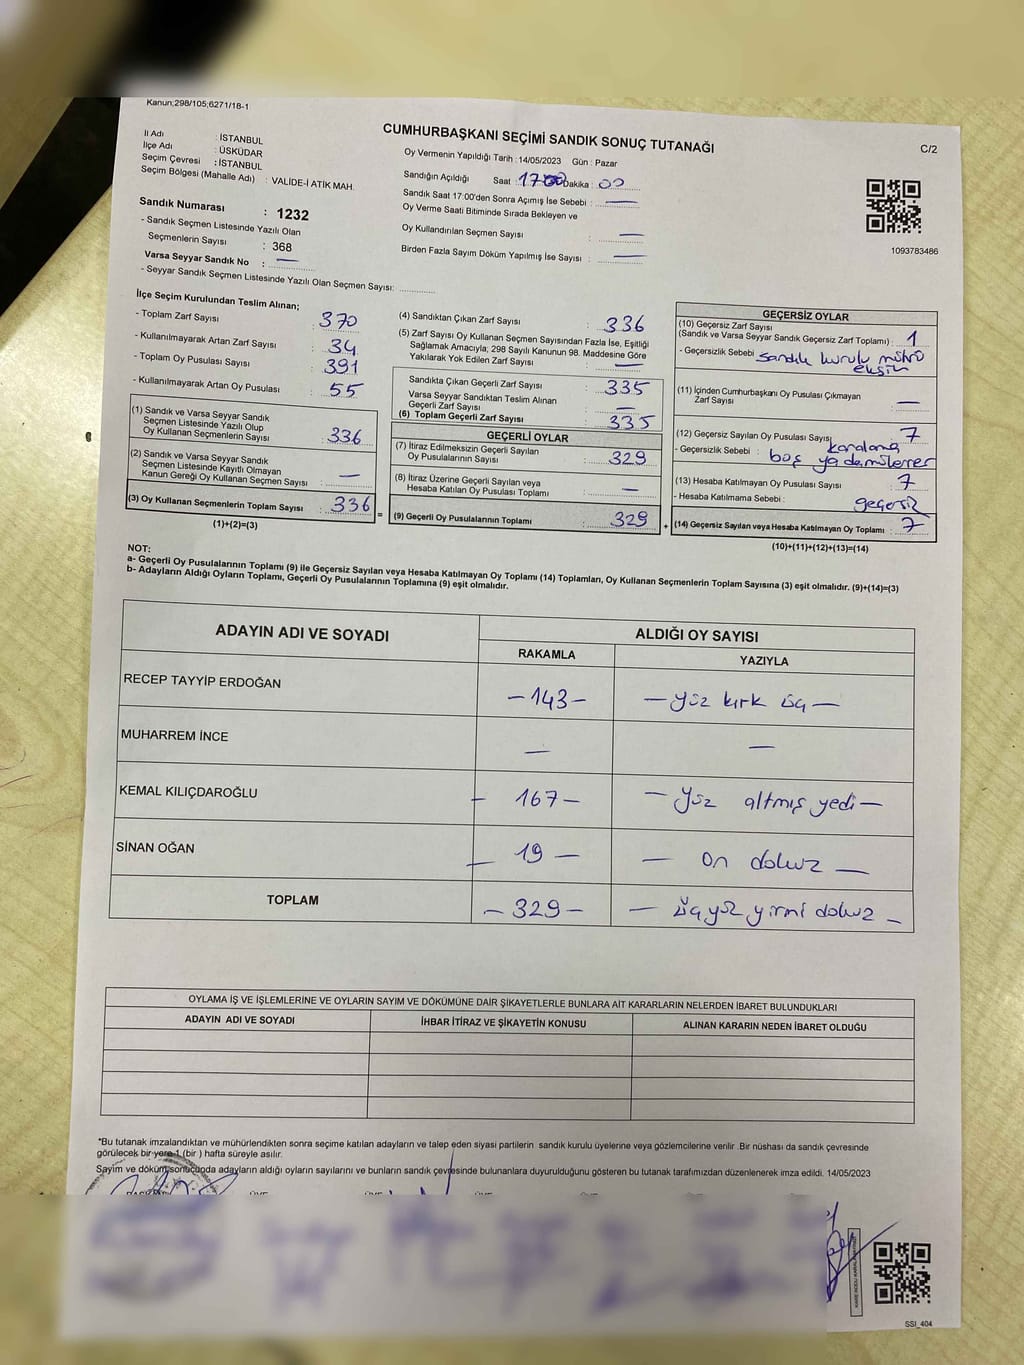 Kanun;298/105;6271/18-1
CUMHURBAŞKANI SEÇİMİ SANDIK SONUÇ TUTANAĞI
C/2
İl Adı : İSTANBUL
İlçe Adı : ÜSKÜDAR
Seçim Çevresi : İSTANBUL
Seçim Bölgesi (Mahalle Adı) : VALİDE-İ ATİK MAH.
Sandık Numarası : 1232
- Sandık Seçmen Listesinde Yazılı Olan
Seçmenlerin Sayısı : 368
Varsa Seyyar Sandık No : —
- Seyyar Sandık Seçmen Listesinde Yazılı Olan Seçmen Sayısı: ............
Oy Vermenin Yapıldığı Tarih : 14/05/2023 Gün : Pazar
Sandığın Açıldığı Saat : 1700 Dakika : 00
Sandık Saat 17:00'den Sonra Açımış İse Sebebi : —
Oy Verme Saati Bitiminde Sırada Bekleyen ve
Oy Kullandırılan Seçmen Sayısı : —
Birden Fazla Sayım Döküm Yapılmış İse Sayısı : —
1093783486
İlçe Seçim Kurulundan Teslim Alınan;
- Toplam Zarf Sayısı : 370
- Kullanılmayarak Artan Zarf Sayısı : 34
- Toplam Oy Pusulası Sayısı : 391
- Kullanılmayarak Artan Oy Pusulası : 55
(1) Sandık ve Varsa Seyyar Sandık
Seçmen Listesinde Yazılı Olup
Oy Kullanan Seçmenlerin Sayısı : 336
(2) Sandık ve Varsa Seyyar Sandık
Seçmen Listesinde Kayıtlı Olmayan
Kanun Gereği Oy Kullanan Seçmen Sayısı : —
(3) Oy Kullanan Seçmenlerin Toplam Sayısı : 336
(1)+(2)=(3)
(4) Sandıktan Çıkan Zarf Sayısı : 336
(5) Zarf Sayısı Oy Kullanan Seçmen Sayısından Fazla İse, Eşitliği
Sağlamak Amacıyla; 298 Sayılı Kanunun 98. Maddesine Göre
Yakılarak Yok Edilen Zarf Sayısı : —
Sandıkta Çıkan Geçerli Zarf Sayısı : 335
Varsa Seyyar Sandıktan Teslim Alınan
Geçerli Zarf Sayısı : —
(6) Toplam Geçerli Zarf Sayısı : 335
GEÇERLİ OYLAR
(7) İtiraz Edilmeksizin Geçerli Sayılan
Oy Pusulalarının Sayısı : 329
(8) İtiraz Üzerine Geçerli Sayılan veya
Hesaba Katılan Oy Pusulası Toplamı : —
= (9) Geçerli Oy Pusulalarının Toplamı : 329 +
GEÇERSİZ OYLAR
(10) Geçersiz Zarf Sayısı
(Sandık ve Varsa Seyyar Sandık Geçersiz Zarf Toplamı) : 1
- Geçersizlik Sebebi : sandık kurulu mührü
eksik
(11) İçinden Cumhurbaşkanı Oy Pusulası Çıkmayan
Zarf Sayısı : —
(12) Geçersiz Sayılan Oy Pusulası Sayısı : 7
- Geçersizlik Sebebi : karalama
boş
(13) Hesaba Katılmayan Oy Pusulası Sayısı : 7
- Hesaba Katılmama Sebebi : geçersiz
(14) Geçersiz Sayılan veya Hesaba Katılmayan Oy Toplamı : 7
(10)+(11)+(12)+(13)=(14)
NOT:
a- Geçerli Oy Pusulalarının Toplamı (9) ile Geçersiz Sayılan veya Hesaba Katılmayan Oy Toplamı (14) Toplamları, Oy Kullanan Seçmenlerin Toplam Sayısına (3) eşit olmalıdır. (9)+(14)=(3)
b- Adayların Aldığı Oyların Toplamı, Geçerli Oy Pusulalarının Toplamına (9) eşit olmalıdır.
ADAYIN ADI VE SOYADI
ALDIĞI OY SAYISI
RAKAMLA
YAZIYLA
RECEP TAYYİP ERDOĞAN – 143 – — yüz kırk üç —
MUHARREM İNCE — —
KEMAL KILIÇDAROĞLU – 167 – — yüz altmış yedi —
SİNAN OĞAN — 19 — — on dokuz —
TOPLAM – 329 – — üçyüz yirmi dokuz –
OYLAMA İŞ VE İŞLEMLERİNE VE OYLARIN SAYIM VE DÖKÜMÜNE DAİR ŞİKAYETLERLE BUNLARA AİT KARARLARIN NELERDEN İBARET BULUNDUKLARI
ADAYIN ADI VE SOYADI
İHBAR İTİRAZ VE ŞİKAYETİN KONUSU
ALINAN KARARIN NEDEN İBARET OLDUĞU
*Bu tutanak imzalandıktan ve mühürlendikten sonra seçime katılan adayların ve talep eden siyasi partilerin sandık kurulu üyelerine veya gözlemcilerine verilir .Bir nüshası da sandık çevresinde
görülecek bir yere 1 (bir ) hafta süreyle asılır.
Sayım ve döküm sonucunda adayların aldığı oyların sayılarını ve bunların sandık çevresinde bulunanlara duyurulduğunu gösteren bu tutanak tarafımızdan düzenlenerek imza edildi. 14/05/2023
SSI_404